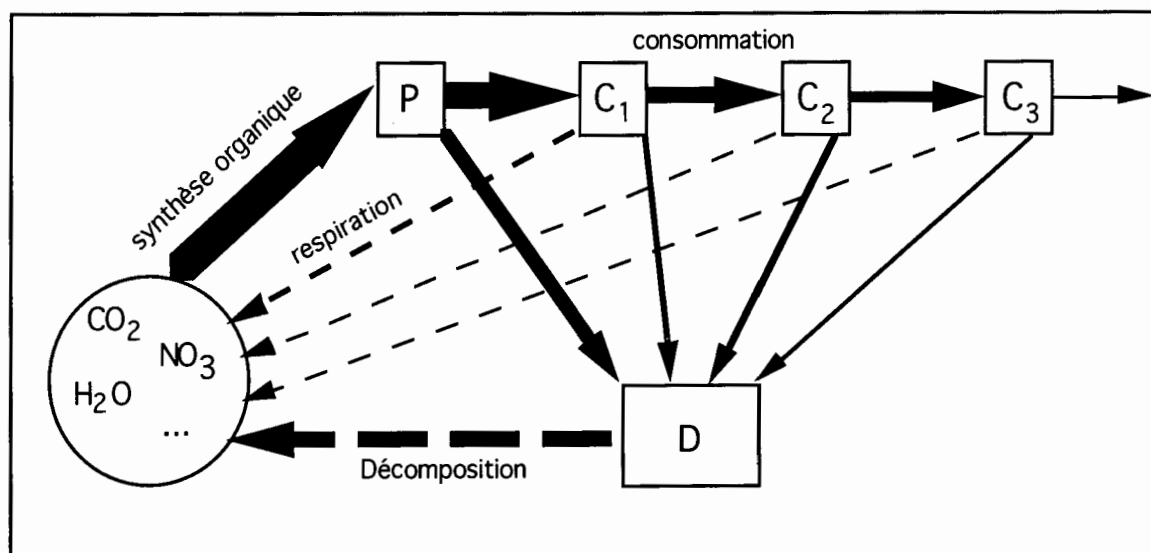 consommation
P
C1
C2
C3
synthèse organique
respiration
CO2
NO3
H2O
...
D
Décomposition